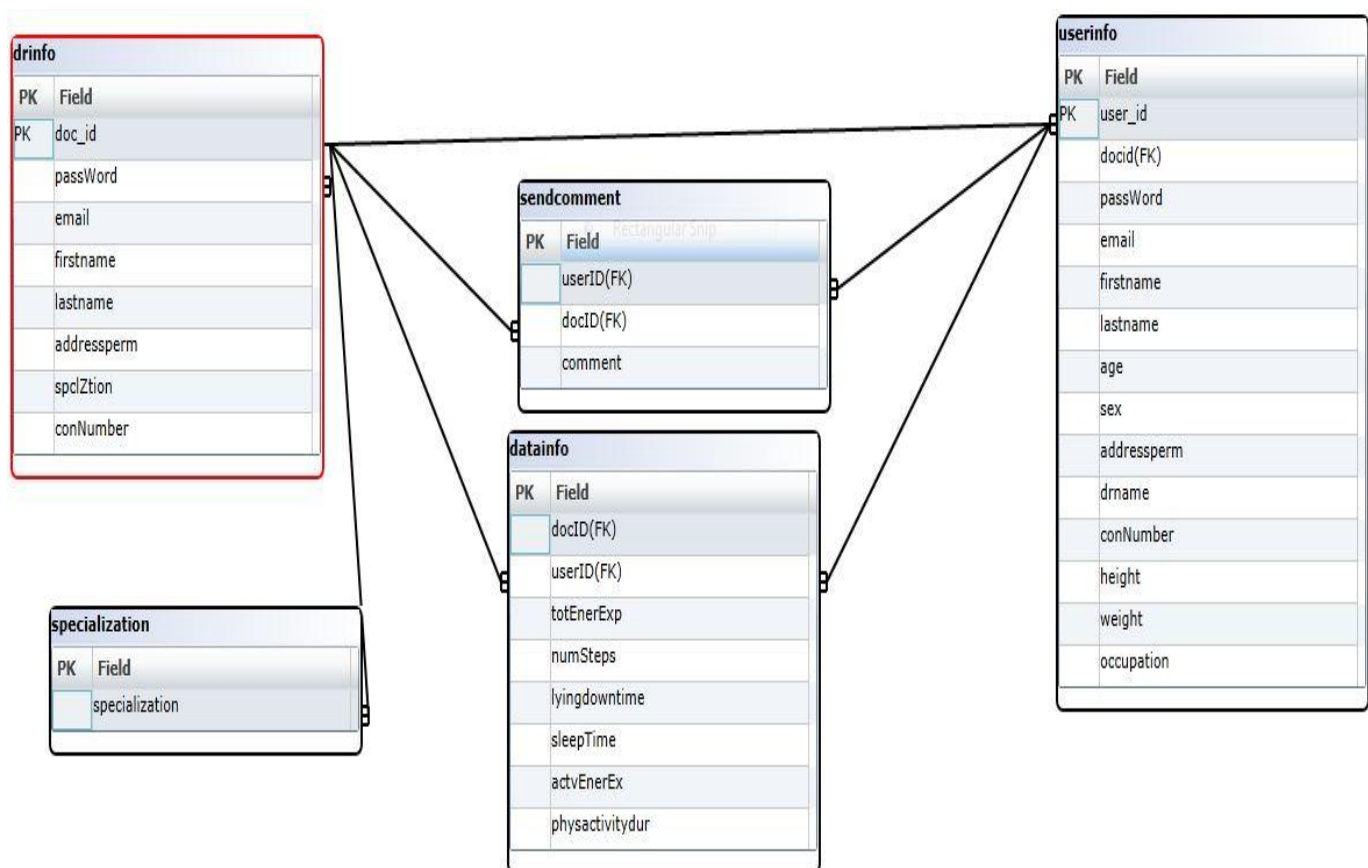 drinfo
PK Field
PK doc_id
passWord
email
firstname
lastname
addressperm
spclZtion
conNumber
specialization
PK Field
specialization
sendcomment
Rectangular Snip
PK Field
userID(FK)
docID(FK)
comment
datainfo
PK Field
docID(FK)
userID(FK)
totEnerExp
numSteps
lyingdowntime
sleepTime
actvEnerEx
physactivitydur
userinfo
PK Field
PK user_id
docid(FK)
passWord
email
firstname
lastname
age
sex
addressperm
drname
conNumber
height
weight
occupation